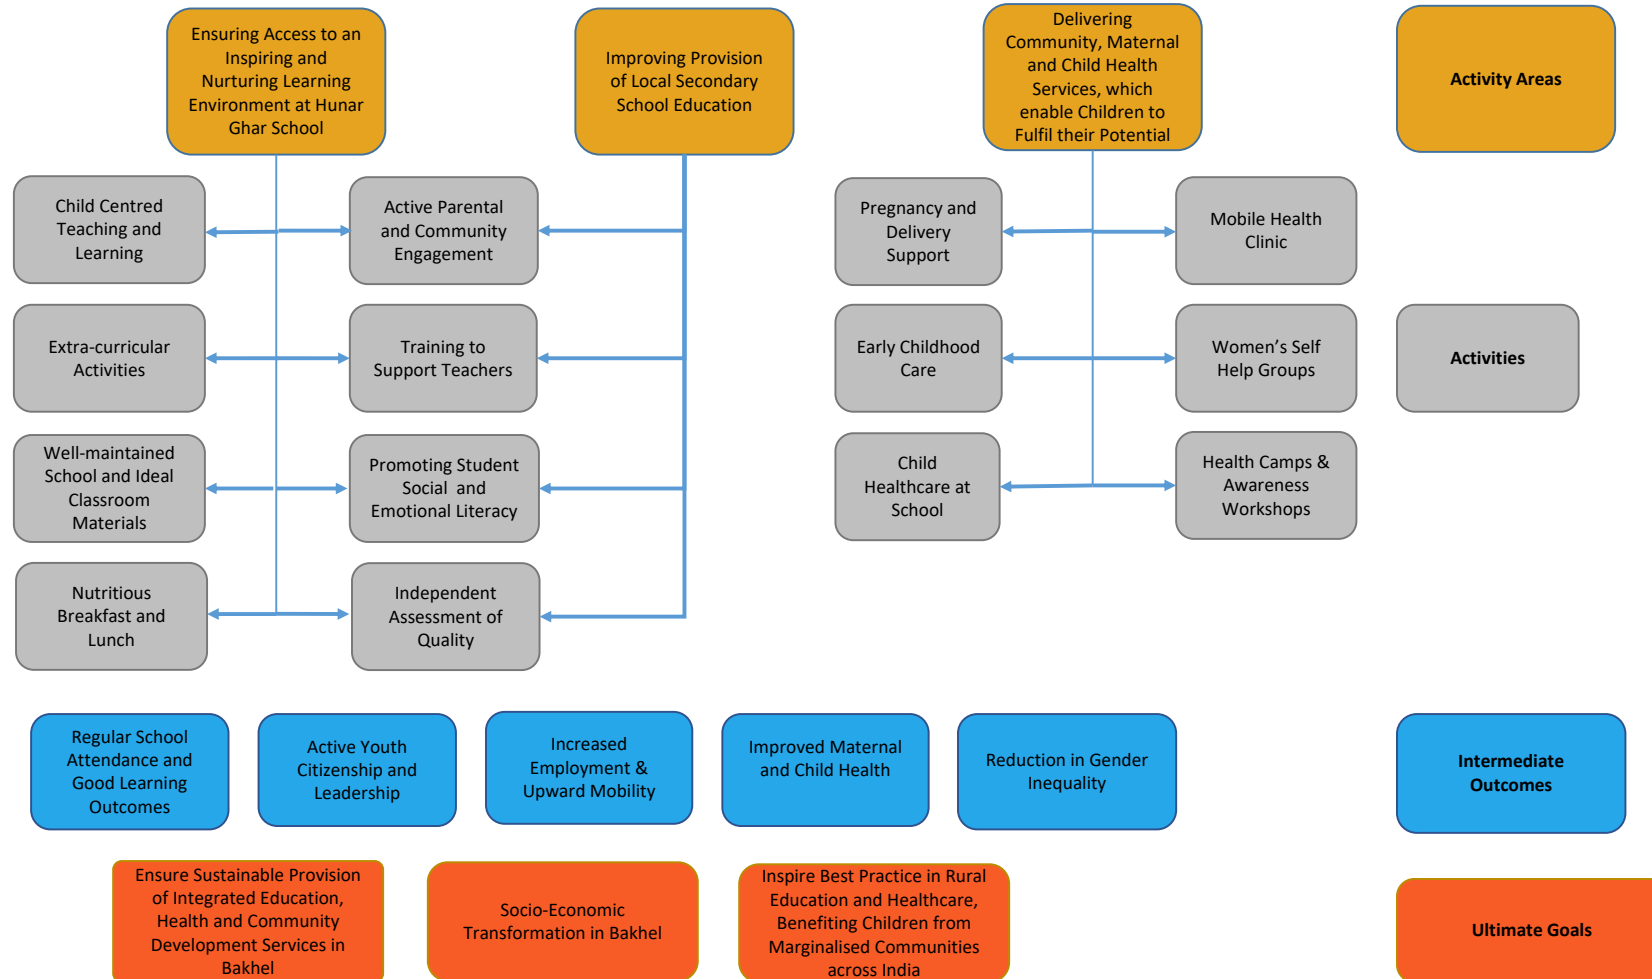 Ensuring Access to an
Inspiring and
Nurturing Learning
Environment at Hunar
Ghar School
Improving Provision
of Local Secondary
School Education
Delivering
Community, Maternal
and Child Health
Services, which
enable Children to
Fulfil their Potential
Activity Areas
Child Centred
Teaching and
Learning
Active Parental
and Community
Engagement
Pregnancy and
Delivery
Support
Mobile Health
Clinic
Extra-curricular
Activities
Training to
Support Teachers
Early Childhood
Care
Women’s Self
Help Groups
Activities
Well-maintained
School and Ideal
Classroom
Materials
Promoting Student
Social and
Emotional Literacy
Child
Healthcare at
School
Health Camps &
Awareness
Workshops
Nutritious
Breakfast and
Lunch
Independent
Assessment of
Quality
Regular School
Attendance and
Good Learning
Outcomes
Active Youth
Citizenship and
Leadership
Increased
Employment &
Upward Mobility
Improved Maternal
and Child Health
Reduction in Gender
Inequality
Intermediate
Outcomes
Ensure Sustainable Provision
of Integrated Education,
Health and Community
Development Services in
Bakhel
Socio-Economic
Transformation in Bakhel
Inspire Best Practice in Rural
Education and Healthcare,
Benefiting Children from
Marginalised Communities
across India
Ultimate Goals